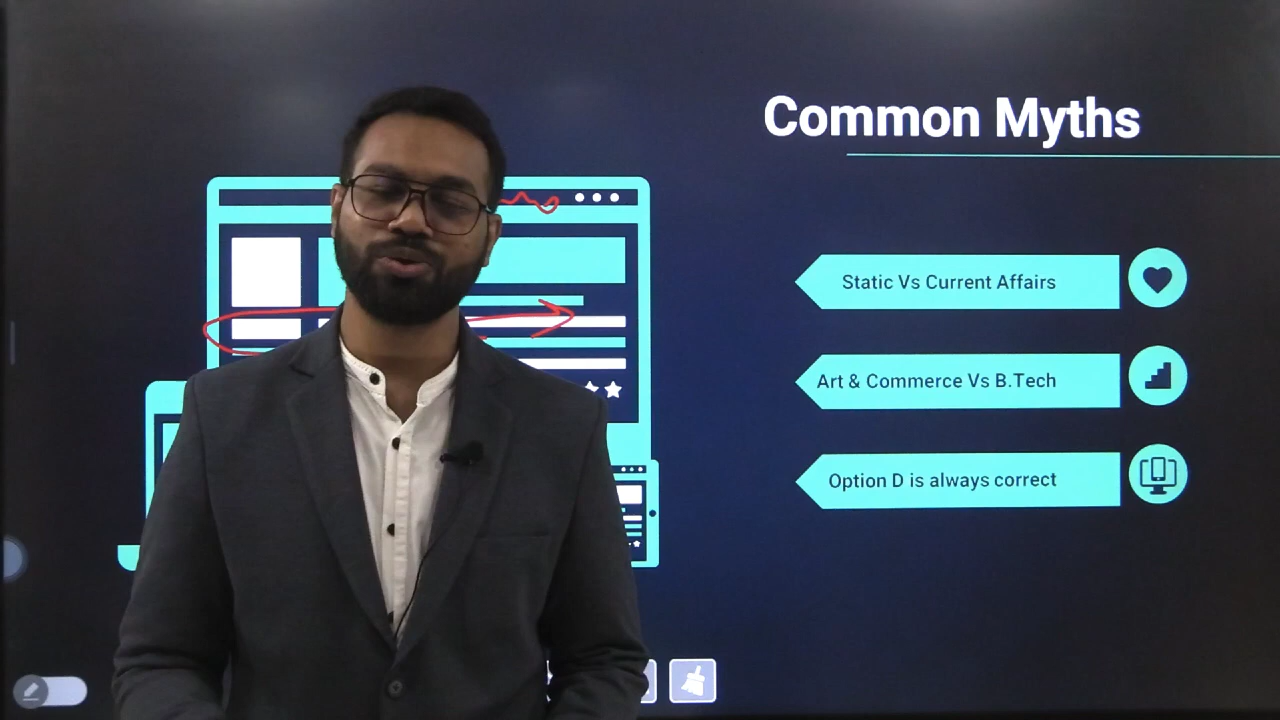 Common Myths
Static Vs Current Affairs
Art & Commerce Vs B.Tech
Option D is always correct